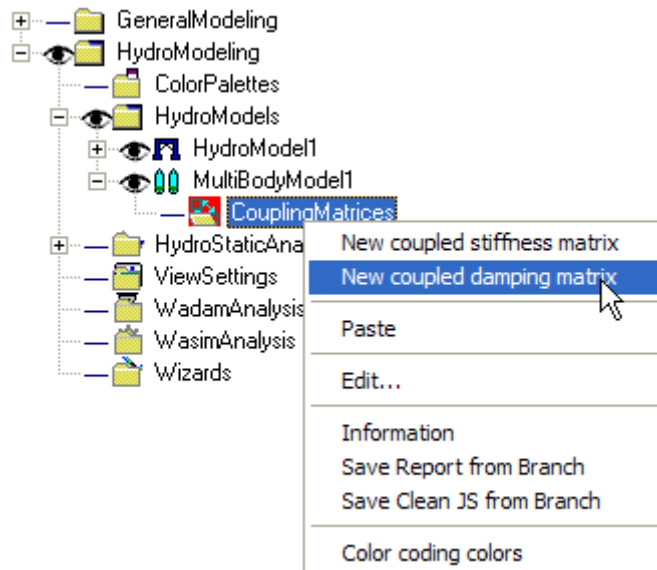 GeneralModeling
HydroModeling
ColorPalettes
HydroModels
HydroModel1
MultiBodyModel1
CouplingMatrices
HydroStaticAna
ViewSettings
WadamAnalysis
WasimAnalysis
Wizards
New coupled stiffness matrix
New coupled damping matrix
Paste
Edit...
Information
Save Report from Branch
Save Clean JS from Branch
Color coding colors